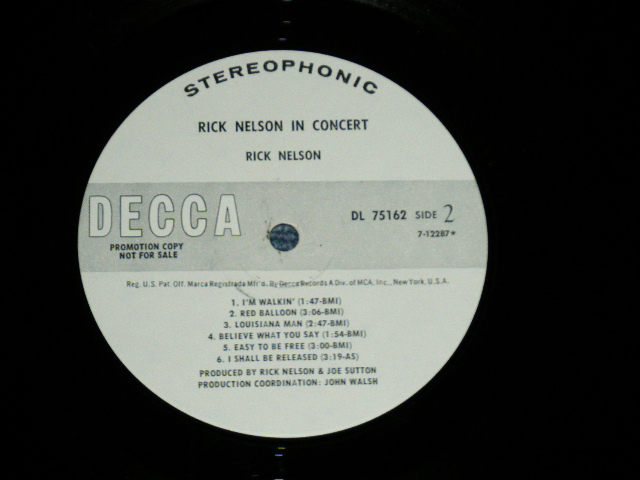 STEREOPHONIC
RICK NELSON IN CONCERT
RICK NELSON
DECCA
DL 75162 SIDE 2
7-12287*
PROMOTION COPY
NOT FOR SALE
Reg. U.S. Pat. Off. Marca Registrada Mfr'd. By Decca Records A Div. of MCA, Inc., New York, U.S.A.
1. I'M WALKIN' (1:47-BMI)
2. RED BALLOON (3:06-BMI)
3. LOUISIANA MAN (2:47-BMI)
4. BELIEVE WHAT YOU SAY (1:54-BMI)
5. EASY TO BE FREE (3:00-BMI)
6. I SHALL BE RELEASED (3:19-AS)
PRODUCED BY RICK NELSON & JOE SUTTON
PRODUCTION COORDINATION: JOHN WALSH